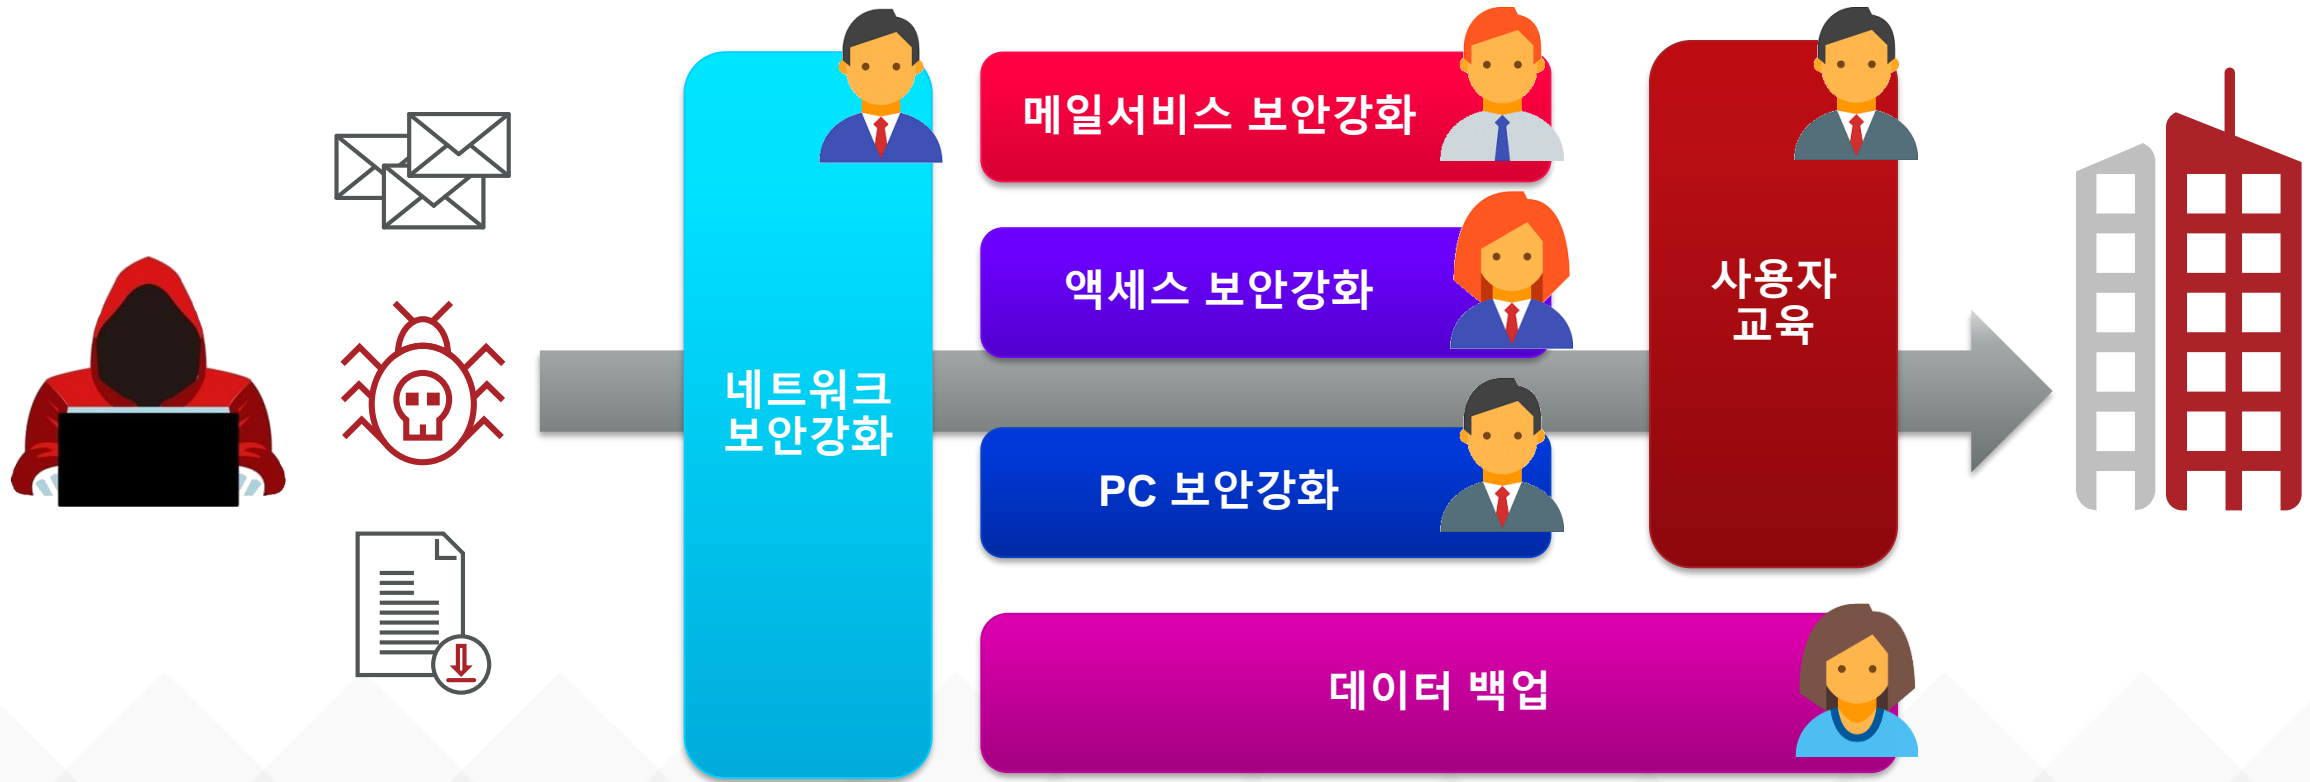 네트워크
보안강화
메일서비스 보안강화
액세스 보안강화
PC 보안강화
사용자
교육
데이터 백업